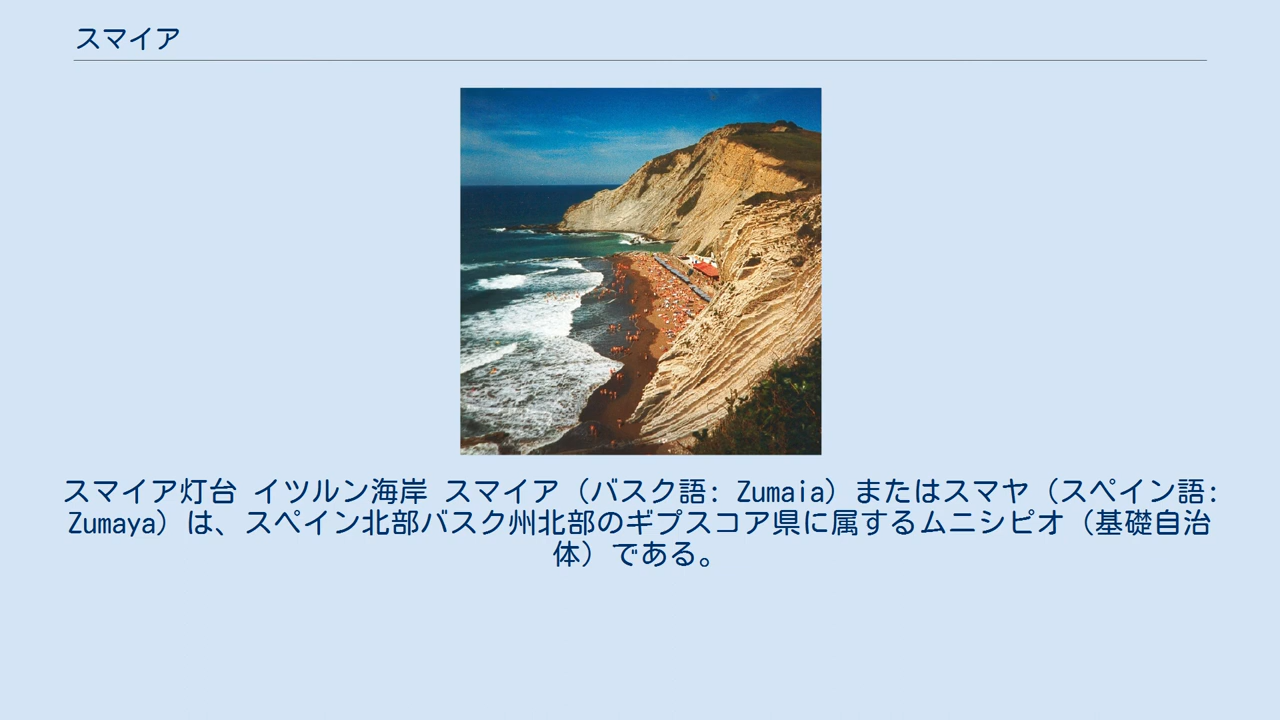 スマイア
スマイア灯台 イツルン海岸 スマイア（バスク語: Zumaia）またはスマヤ（スペイン語:
Zumaya）は、スペイン北部バスク州北部のギプスコア県に属するムニシピオ（基礎自治
体）である。